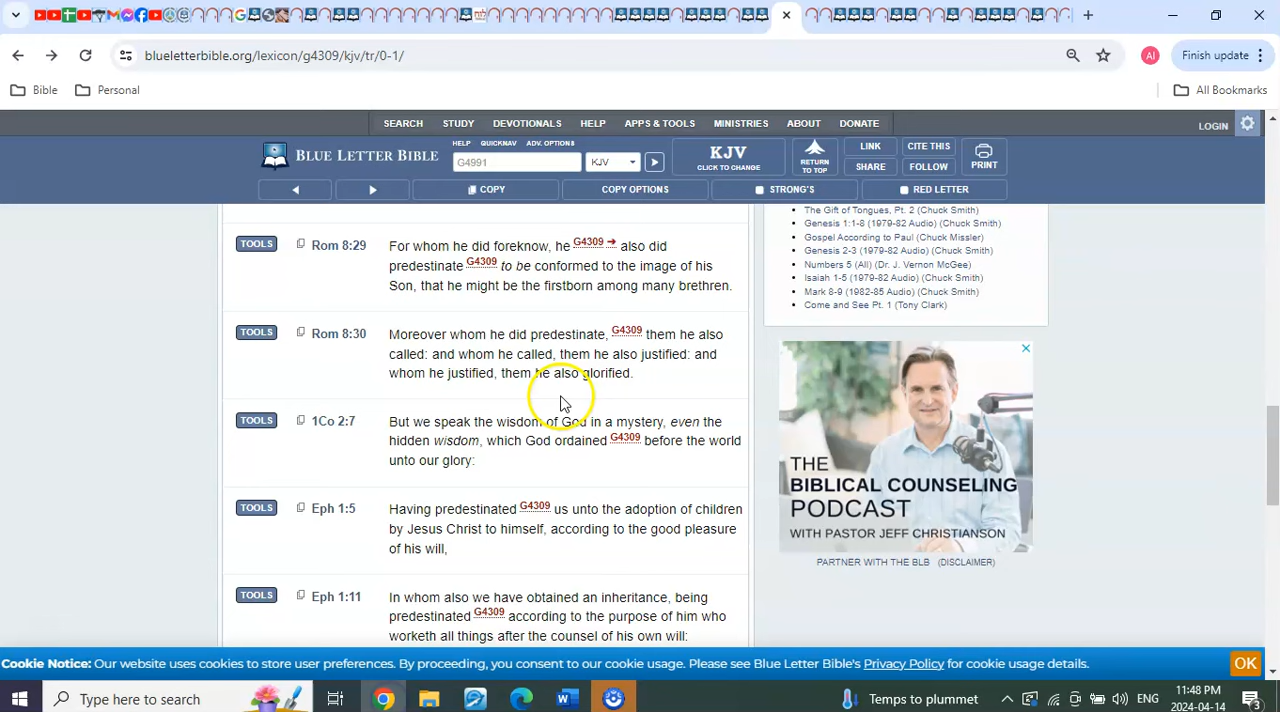 blueletterbible.org/lexicon/g4309/kjv/tr/0-1/
AI
Finish update
Bible
Personal
All Bookmarks
SEARCH STUDY DEVOTIONALS HELP APPS & TOOLS MINISTRIES ABOUT DONATE
LOGIN
BLUE LETTER BIBLE
HELP QUICKNAV ADV. OPTIONS
G4991
KJV
KJV
CLICK TO CHANGE
RETURN
TO TOP
LINK
SHARE
CITE THIS
FOLLOW
PRINT
COPY
COPY OPTIONS
STRONG'S
RED LETTER
TOOLS
Rom 8:29
For whom he did foreknow, he G4309 ➔ also did
predestinate G4309 to be conformed to the image of his
Son, that he might be the firstborn among many brethren.
TOOLS
Rom 8:30
Moreover whom he did predestinate, G4309 them he also
called: and whom he called, them he also justified: and
whom he justified, them he also glorified.
TOOLS
1Co 2:7
But we speak the wisdom of God in a mystery, even the
hidden wisdom, which God ordained G4309 before the world
unto our glory:
TOOLS
Eph 1:5
Having predestinated G4309 us unto the adoption of children
by Jesus Christ to himself, according to the good pleasure
of his will,
TOOLS
Eph 1:11
In whom also we have obtained an inheritance, being
predestinated G4309 according to the purpose of him who
worketh all things after the counsel of his own will:
The Gift of Tongues, Pt. 2 (Chuck Smith)
Genesis 1:1-8 (1979-82 Audio) (Chuck Smith)
Gospel According to Paul (Chuck Missler)
Genesis 2-3 (1979-82 Audio) (Chuck Smith)
Numbers 5 (All) (Dr. J. Vernon McGee)
Isaiah 1-5 (1979-82 Audio) (Chuck Smith)
Mark 8-9 (1982-85 Audio) (Chuck Smith)
Come and See Pt. 1 (Tony Clark)
THE
BIBLICAL COUNSELING
PODCAST
WITH PASTOR JEFF CHRISTIANSON
PARTNER WITH THE BLB (DISCLAIMER)
Cookie Notice: Our website uses cookies to store user preferences. By proceeding, you consent to our cookie usage. Please see Blue Letter Bible's Privacy Policy for cookie usage details.
OK
Type here to search
Temps to plummet
ENG
11:48 PM
2024-04-14
3